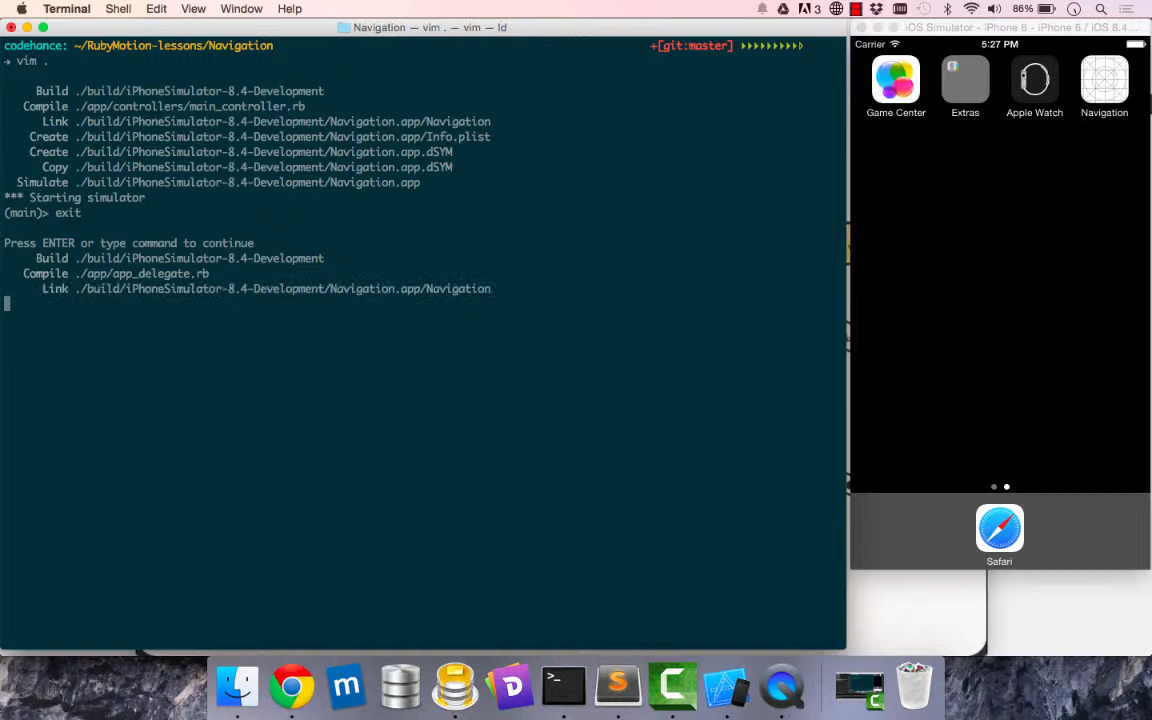 Terminal Shell Edit View Window Help
3 86%
Navigation — vim . — vim — ld
iOS Simulator - iPhone 6 - iPhone 6 / iOS 8.4...
codehance: ~/RubyMotion-lessons/Navigation +[git:master]
→ vim .
Build ./build/iPhoneSimulator-8.4-Development
Compile ./app/controllers/main_controller.rb
Link ./build/iPhoneSimulator-8.4-Development/Navigation.app/Navigation
Create ./build/iPhoneSimulator-8.4-Development/Navigation.app/Info.plist
Create ./build/iPhoneSimulator-8.4-Development/Navigation.app.dSYM
Copy ./build/iPhoneSimulator-8.4-Development/Navigation.app.dSYM
Simulate ./build/iPhoneSimulator-8.4-Development/Navigation.app
*** Starting simulator
(main)> exit
Press ENTER or type command to continue
Build ./build/iPhoneSimulator-8.4-Development
Compile ./app/app_delegate.rb
Link ./build/iPhoneSimulator-8.4-Development/Navigation.app/Navigation
Carrier 5:27 PM
Game Center Extras Apple Watch Navigation
Safari